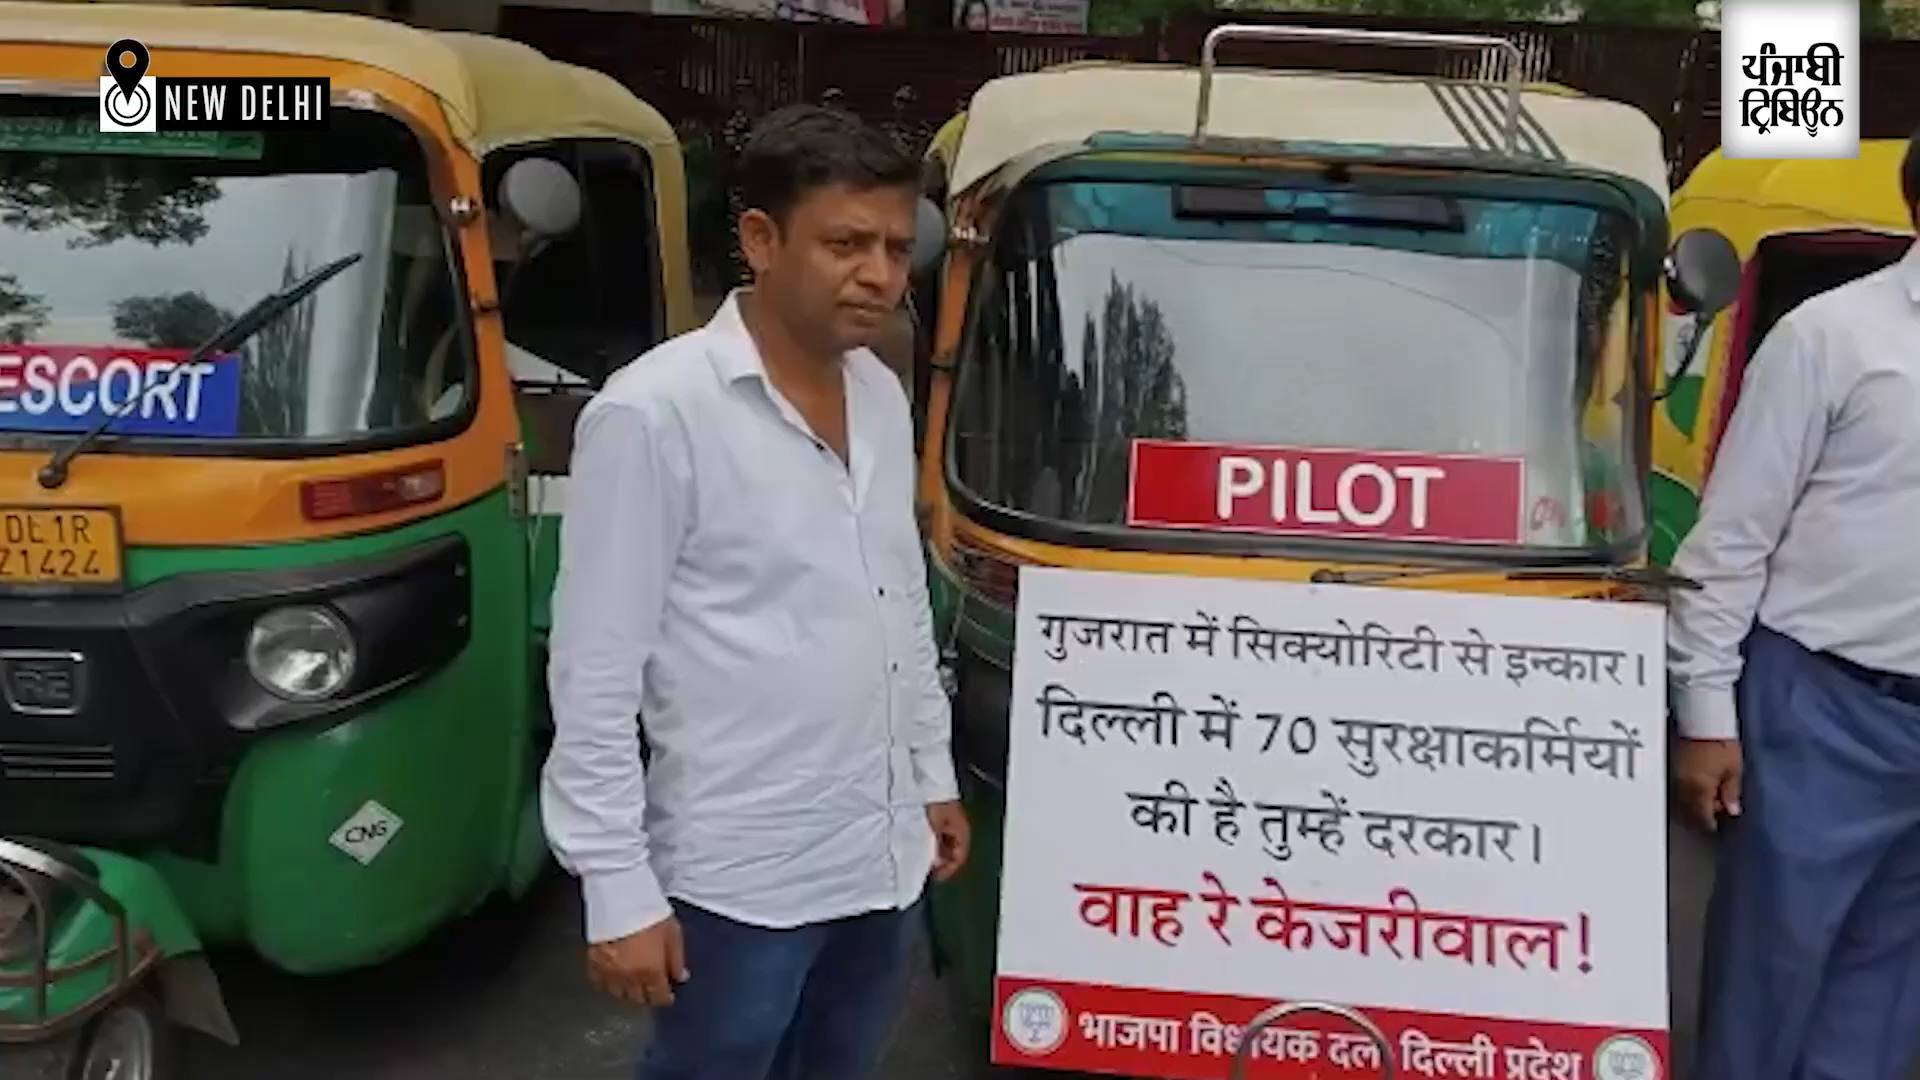 NEW DELHI
ਪੰਜਾਬੀ
ਟ੍ਰਿਬਿਊਨ
ESCORT
DL1R
Z1424
RE
CNG
PILOT
गुजरात में सिक्योरिटी से इन्कार।
दिल्ली में 70 सुरक्षाकर्मियों
की है तुम्हें दरकार।
वाह रे केजरीवाल!
भाजपा विधायक दल दिल्ली प्रदेश